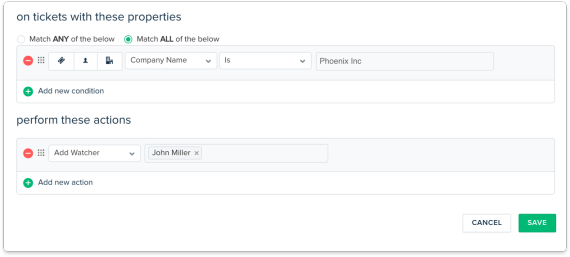 on tickets with these properties
Match ANY of the below Match ALL of the below
Company Name Is Phoenix Inc
Add new condition
perform these actions
Add Watcher John Miller ×
Add new action
CANCEL SAVE